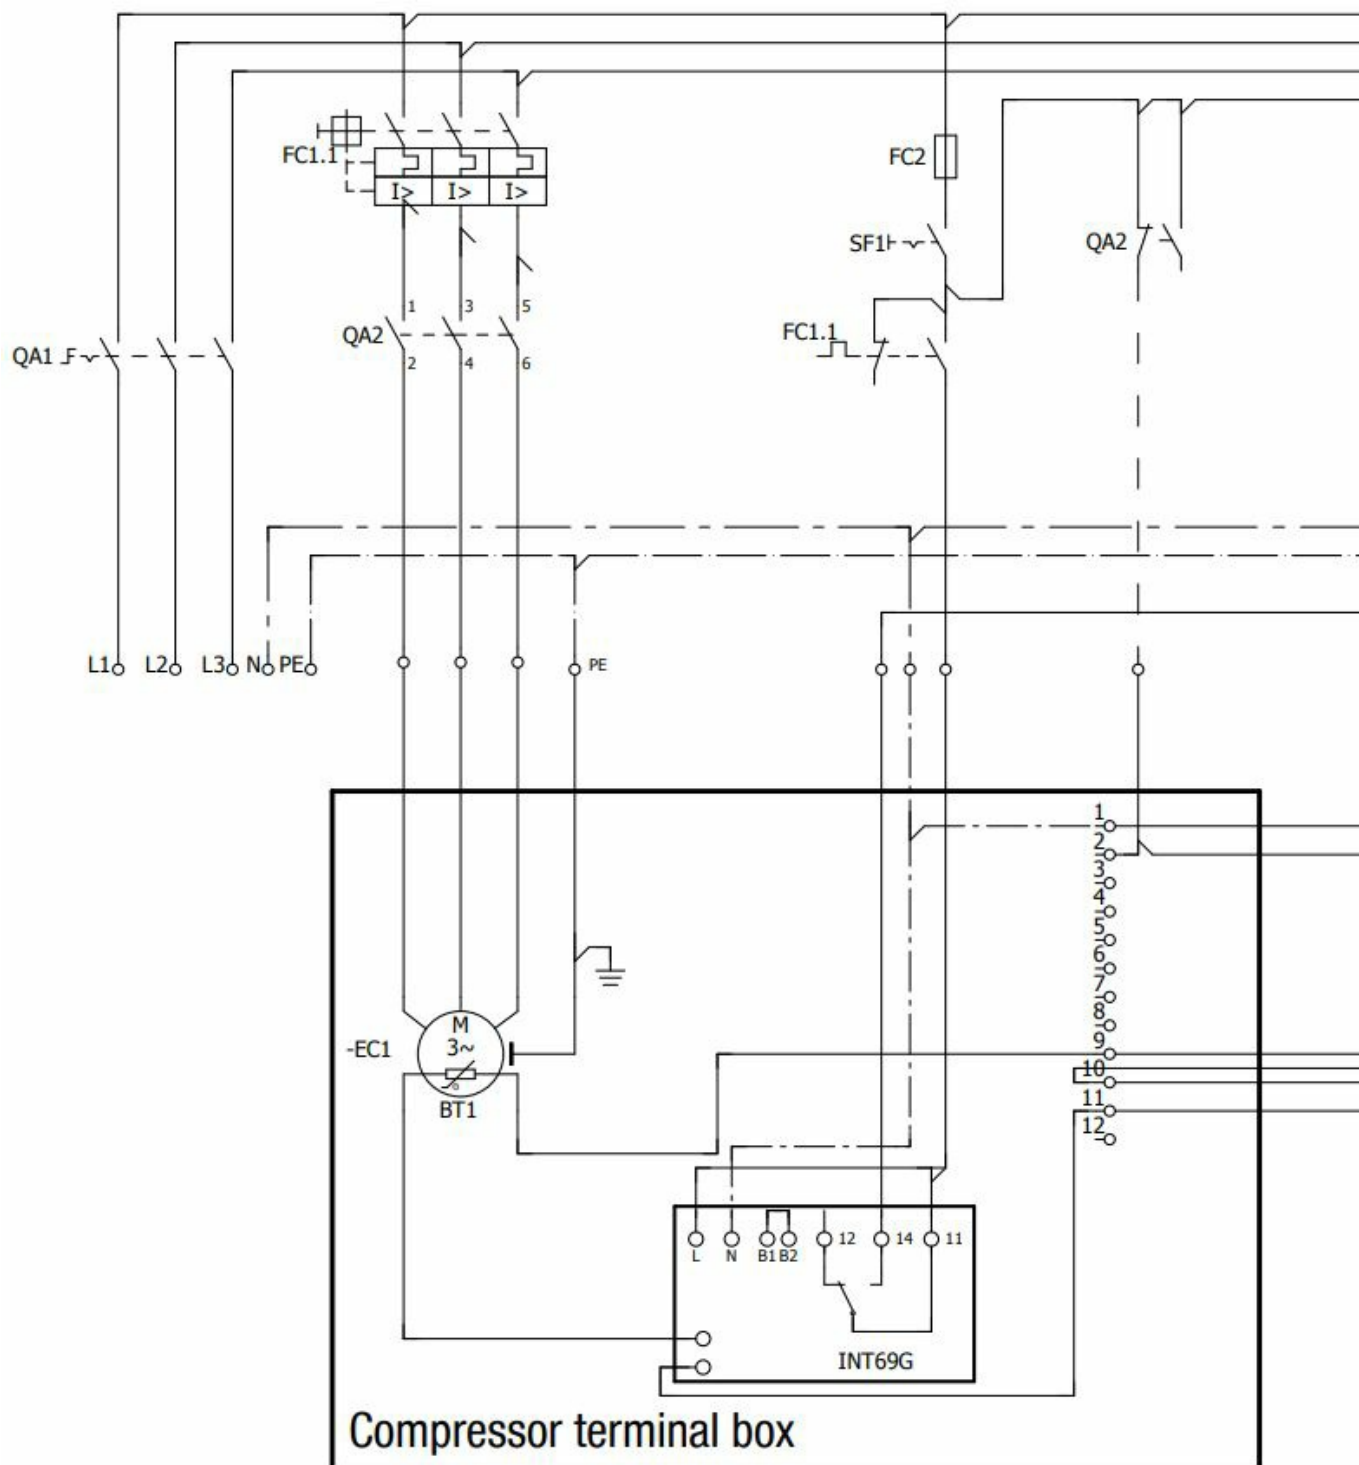 FC1.1
I> I> I>
FC2
SF1
QA2
1 3 5
QA2
2 4 6
FC1.1
QA1
L1 L2 L3 N PE
PE
1
2
3
4
5
6
7
8
9
10
11
12
M
3~
-EC1
BT1
12 14 11
L N B1 B2
INT69G
Compressor terminal box